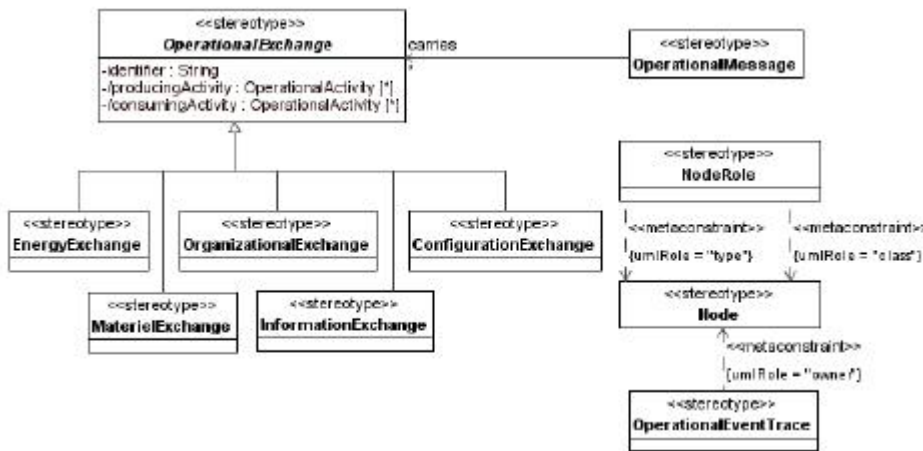 <<stereotype>>
OperationalExchange
-identifier : String
-/producingActivity : OperationalActivity [*]
-/consumingActivity : OperationalActivity [*]
carries
*
<<stereotype>>
OperationalMessage
<<stereotype>>
NodeRole
<<stereotype>>
EnergyExchange
<<stereotype>>
OrganizationalExchange
<<stereotype>>
ConfigurationExchange
<<metaconstraint>>
{umlRole = "type"}
<<metaconstraint>>
{umlRole = "class"}
<<stereotype>>
MaterielExchange
<<stereotype>>
InformationExchange
<<stereotype>>
Node
<<metaconstraint>>
{umlRole = "owner"}
<<stereotype>>
OperationalEventTrace